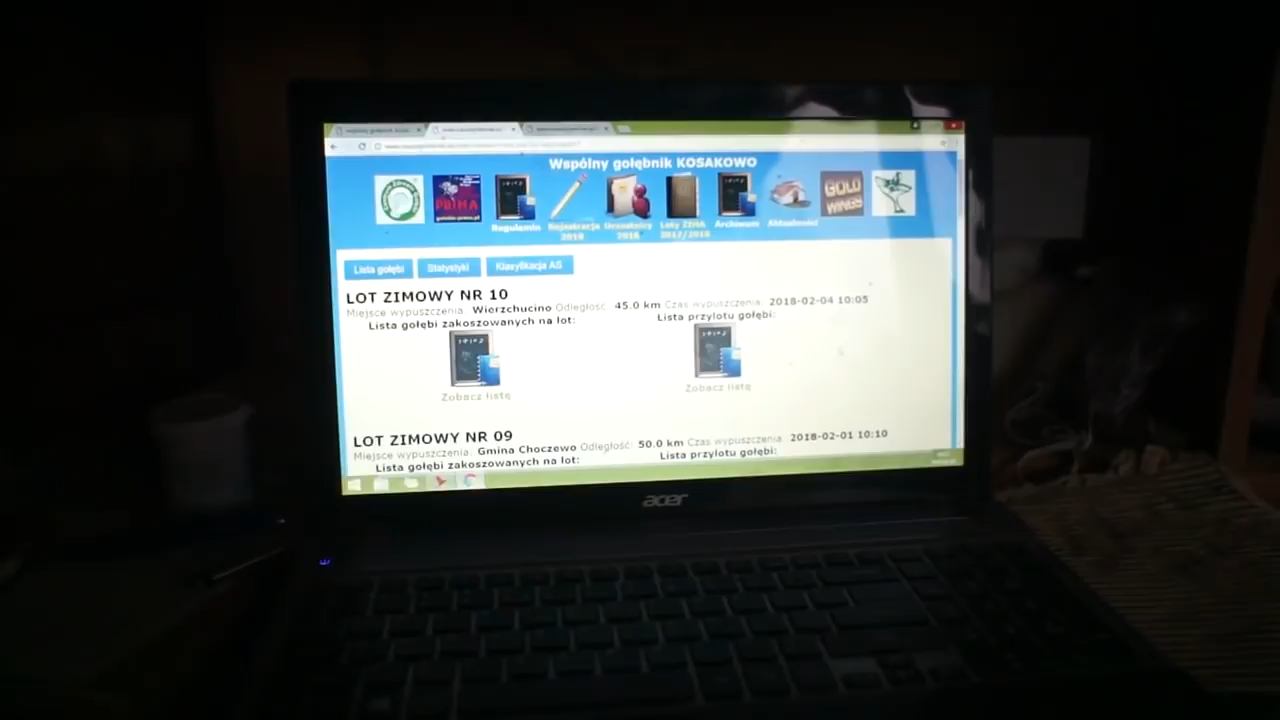 Wspólny gołębnik KOSAKOWO
PRIMA
GOLD
WINGS
Regulamin
Rejestracja
2018
Uczestnicy
2018
Loty Zimowe
2017/2018
Archiwum
Aktualności
Lista gołębi
Statystyki
Klasyfikacja AS
LOT ZIMOWY NR 10
Miejsce wypuszczenia: Wierzchucino Odległość: 45.0 km Czas wypuszczenia: 2018-02-04 10:05
Lista gołębi zakoszowanych na lot: Lista przylotu gołębi:
Zobacz listę Zobacz listę
LOT ZIMOWY NR 09
Miejsce wypuszczenia: Gmina Choczewo Odległość: 50.0 km Czas wypuszczenia: 2018-02-01 10:10
Lista gołębi zakoszowanych na lot: Lista przylotu gołębi:
acer